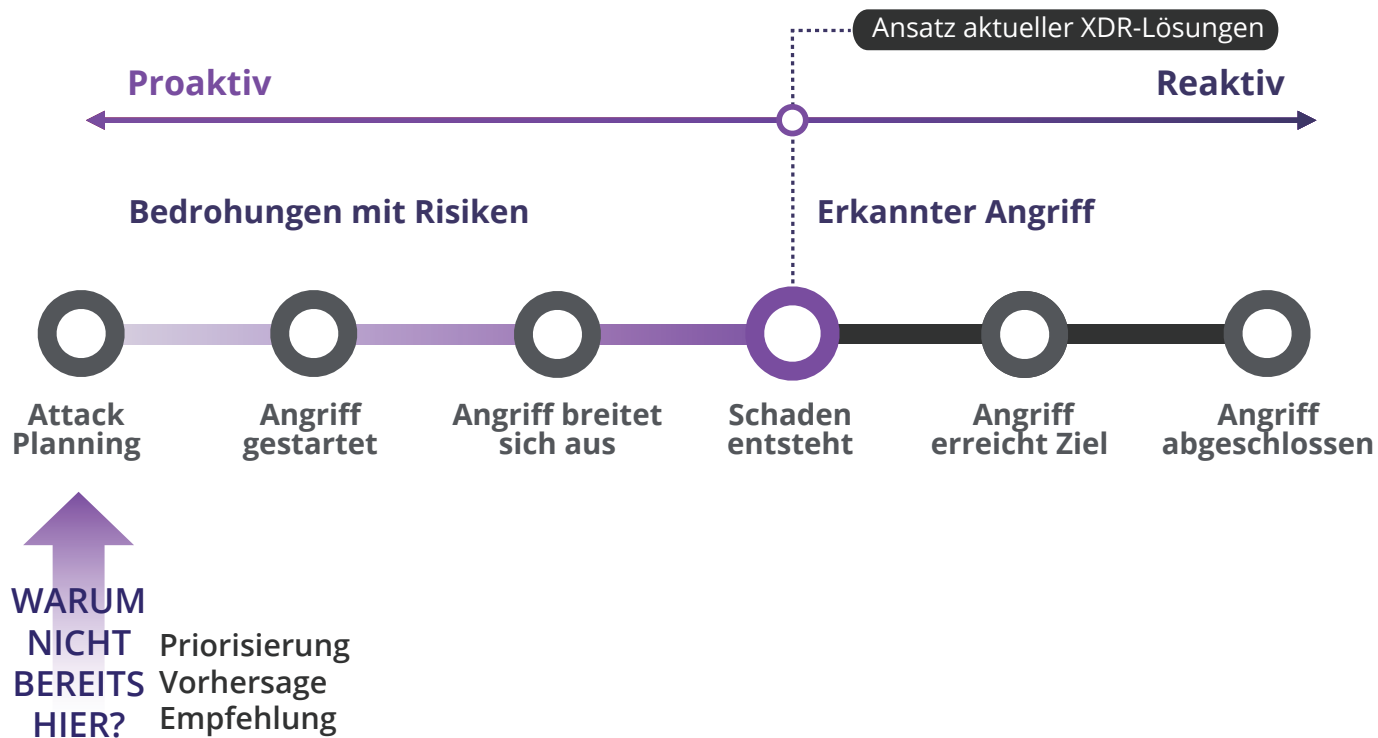 Ansatz aktueller XDR-Lösungen
Proaktiv
Reaktiv
Bedrohungen mit Risiken
Erkannter Angriff
Attack
Planning
Angriff
gestartet
Angriff breitet
sich aus
Schaden
entsteht
Angriff
erreicht Ziel
Angriff
abgeschlossen
WARUM
NICHT
BEREITS
HIER?
Priorisierung
Vorhersage
Empfehlung